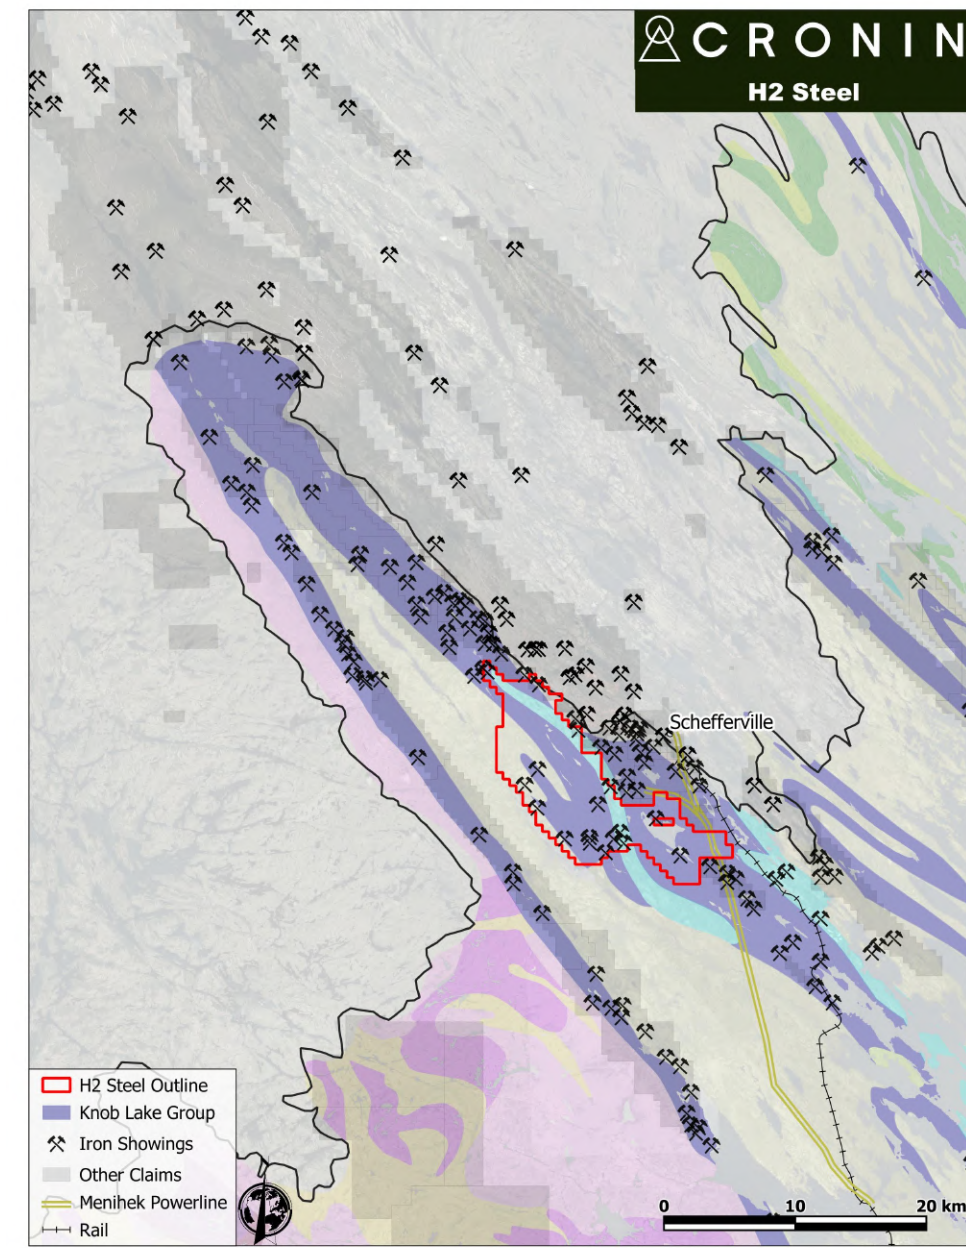 CRONIN
H2 Steel
Schefferville
H2 Steel Outline
Knob Lake Group
Iron Showings
Other Claims
Menihek Powerline
Rail
0 10 20 km